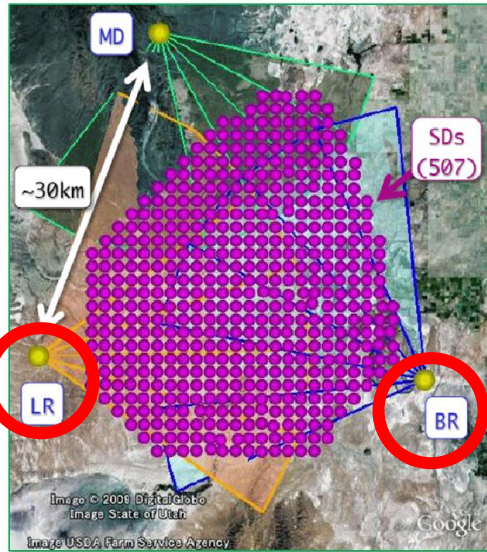 MD
SDs
(507)
~30km
LR
BR
Image © 2009 DigitalGlobe
Image State of Utah
Image USDA Farm Service Agency
Google